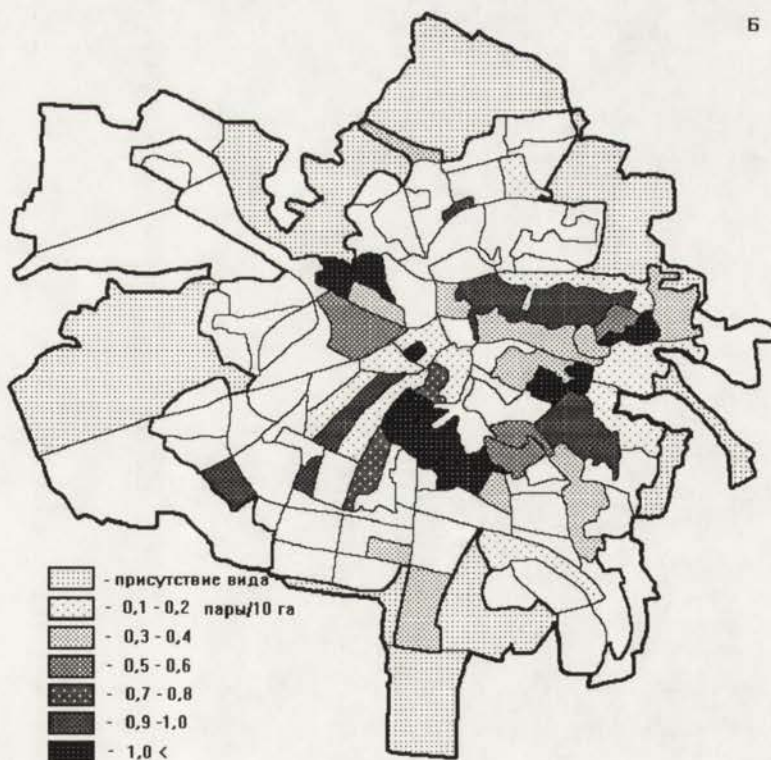 Б
- присутствие вида
- 0,1 - 0,2 пары/10 га
- 0,3 - 0,4
- 0,5 - 0,6
- 0,7 - 0,8
- 0,9 -1,0
- 1,0 <